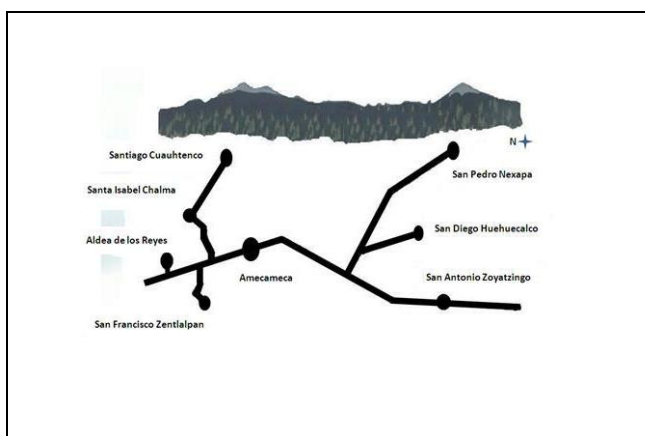 N
Santiago Cuauhtenco
San Pedro Nexapa
Santa Isabel Chalma
San Diego Huehuecalco
Aldea de los Reyes
Amecameca
San Antonio Zoyatzingo
San Francisco Zentlalpan